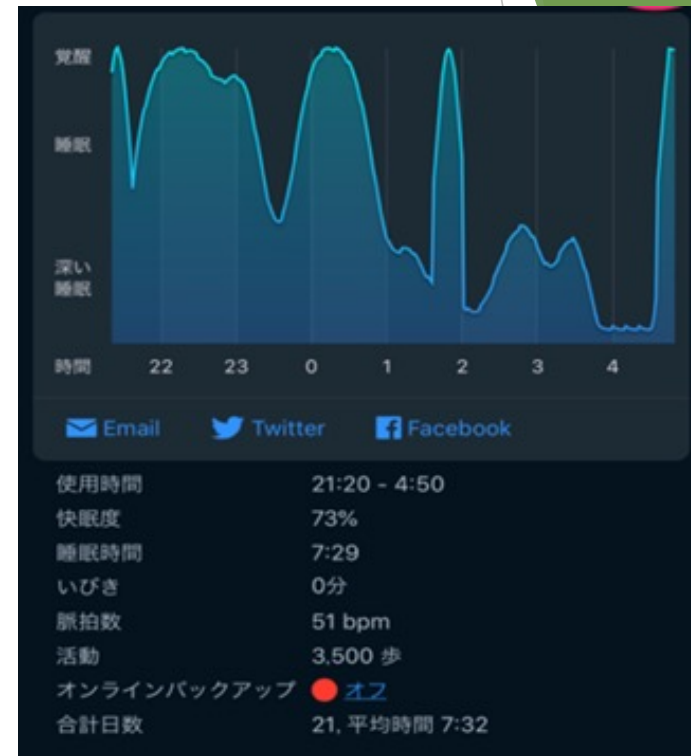 覚醒
睡眠
深い
睡眠
時間 22 23 0 1 2 3 4
Email Twitter Facebook
使用時間 21:20 - 4:50
快眠度 73%
睡眠時間 7:29
いびき 0分
脈拍数 51 bpm
活動 3,500 歩
オンラインバックアップ オフ
合計日数 21, 平均時間 7:32